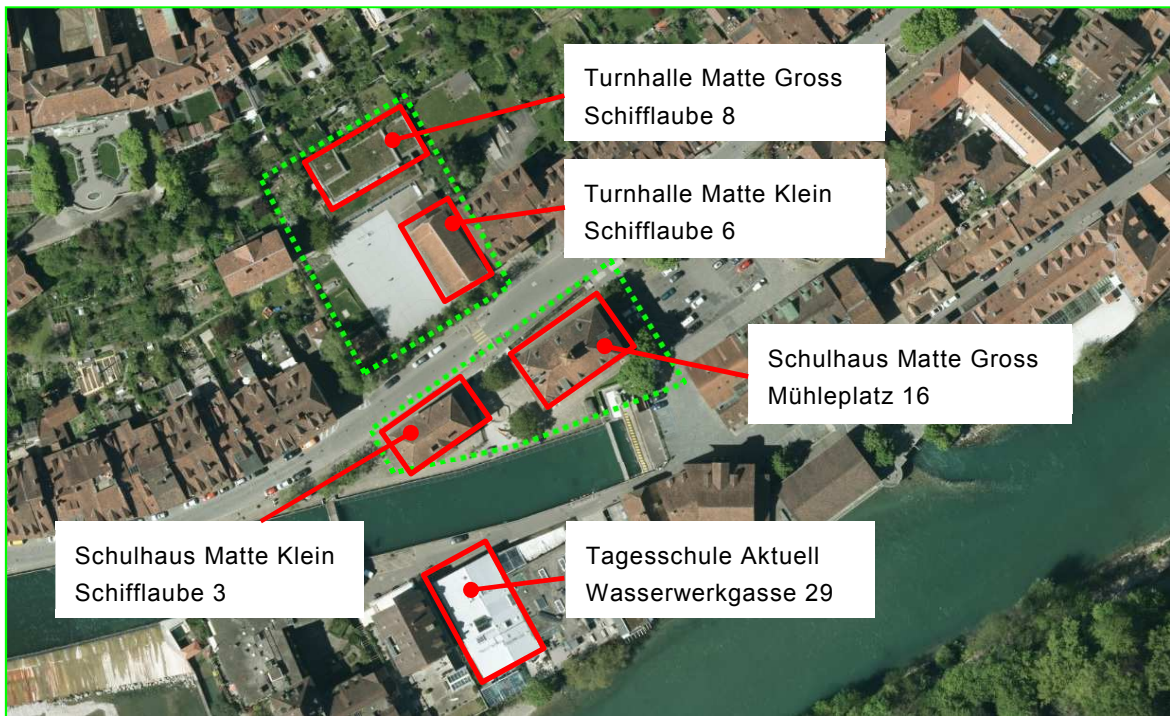 Turnhalle Matte Gross
Schifflaube 8
Turnhalle Matte Klein
Schifflaube 6
Schulhaus Matte Gross
Mühleplatz 16
Schulhaus Matte Klein
Schifflaube 3
Tagesschule Aktuell
Wasserwerkgasse 29